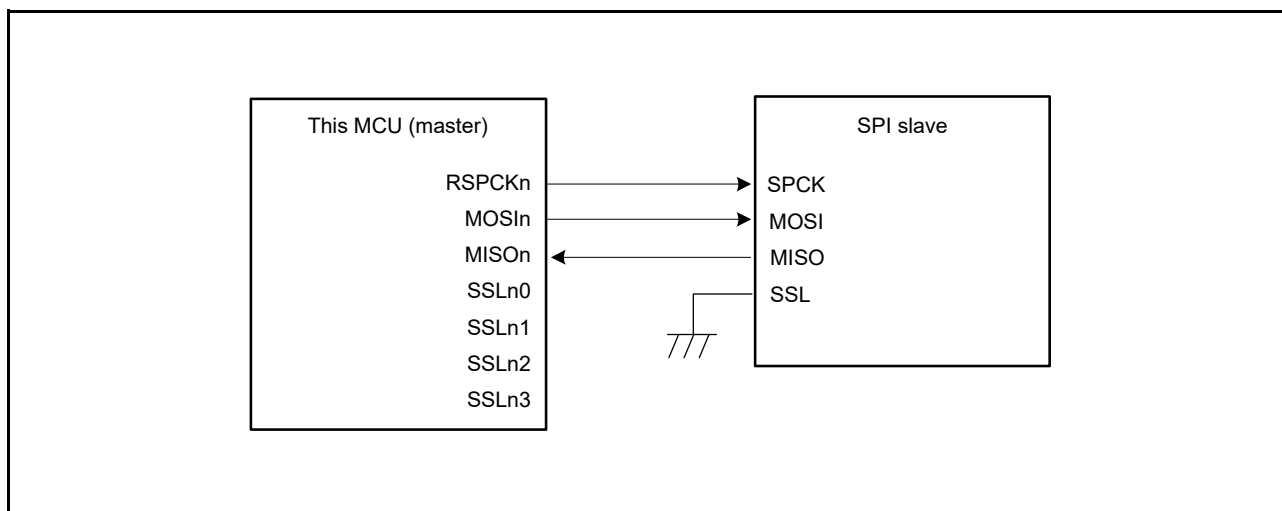 This MCU (master)
RSPCKn
MOSIn
MISOn
SSLn0
SSLn1
SSLn2
SSLn3
SPI slave
SPCK
MOSI
MISO
SSL